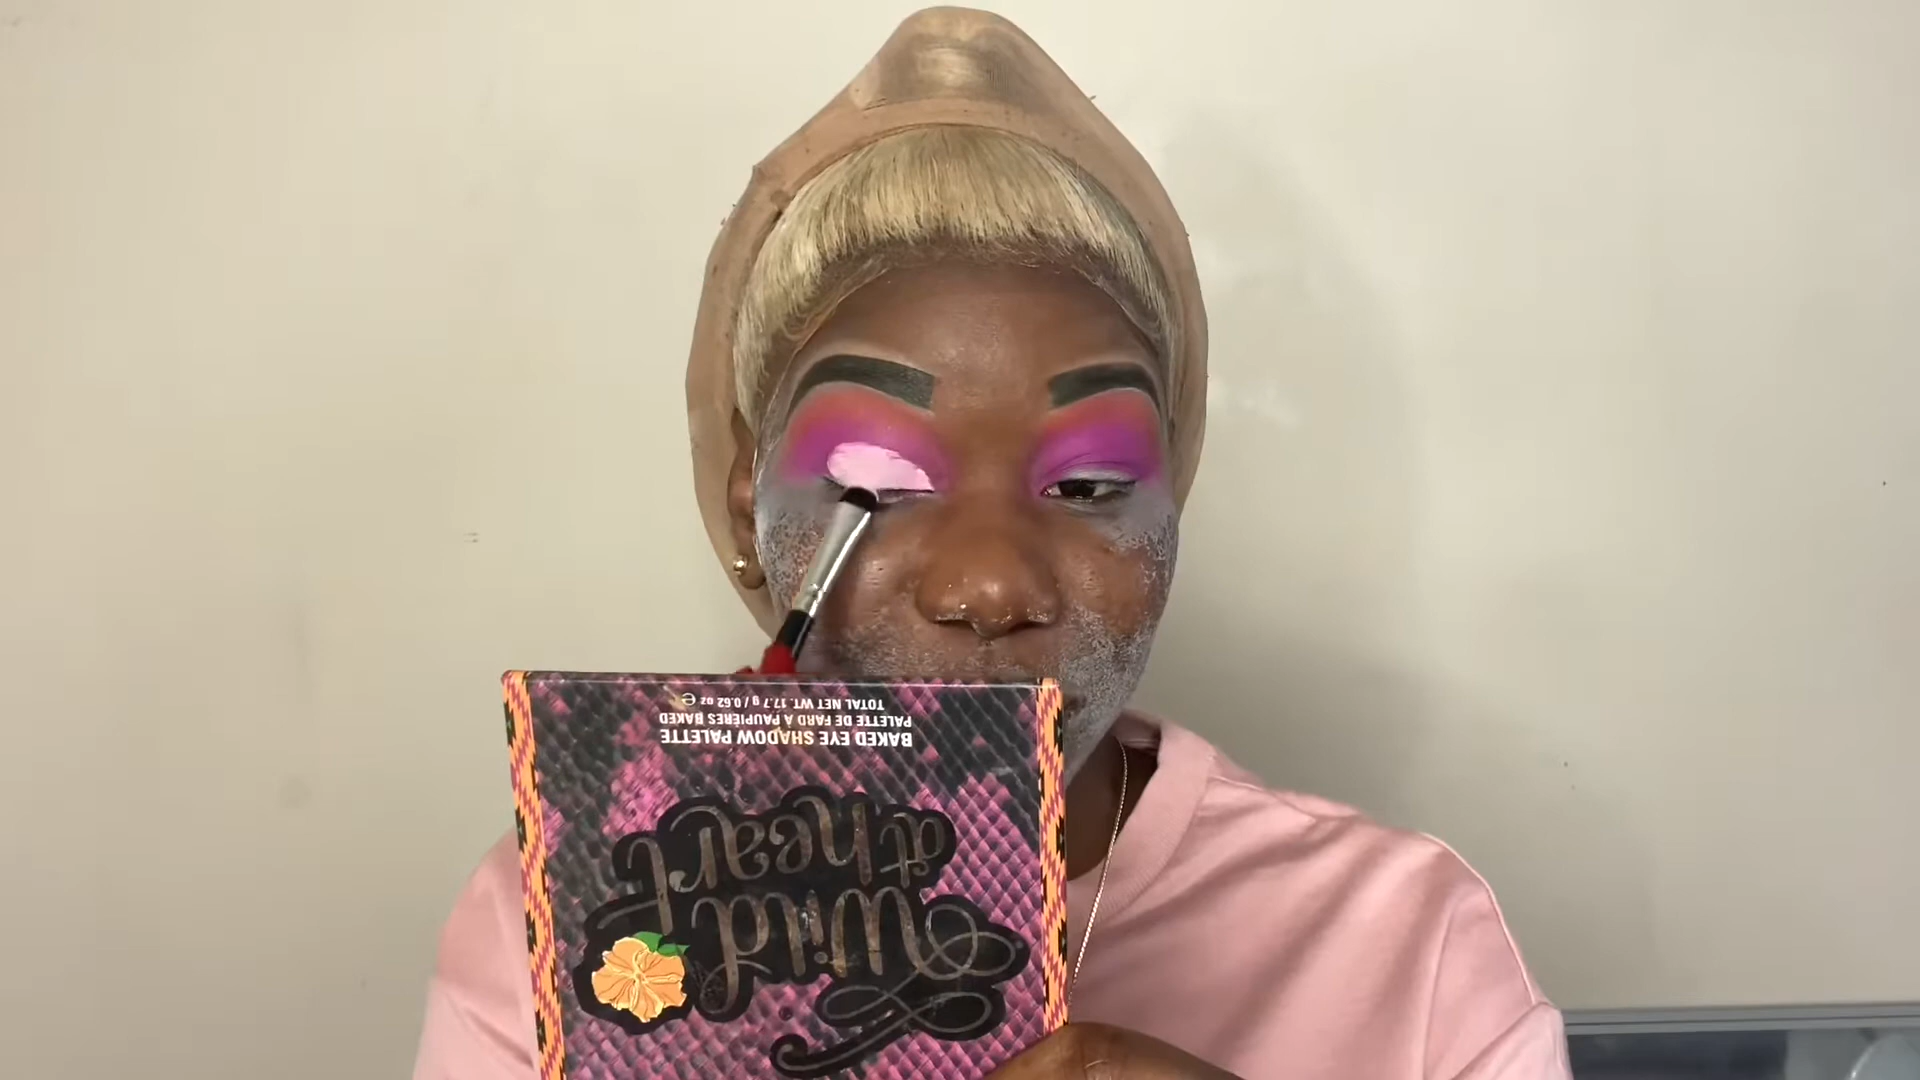 Wild
at heart
BAKED EYE SHADOW PALETTE
PALETTE DE FARD A PAUPIÈRES BAKED
TOTAL NET WT. 17.7 g / 0.62 oz ℮